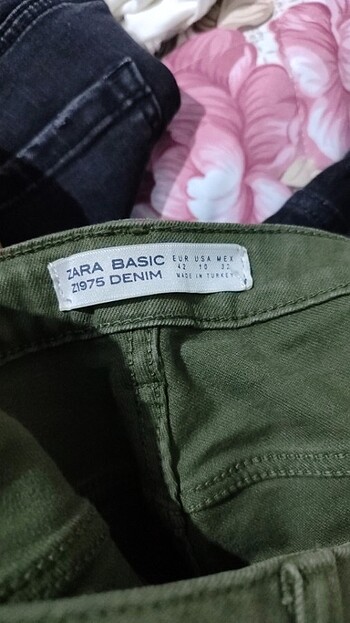 ZARA BASIC
Z1975 DENIM
EUR USA MEX
42 10 32
MADE IN TURKEY